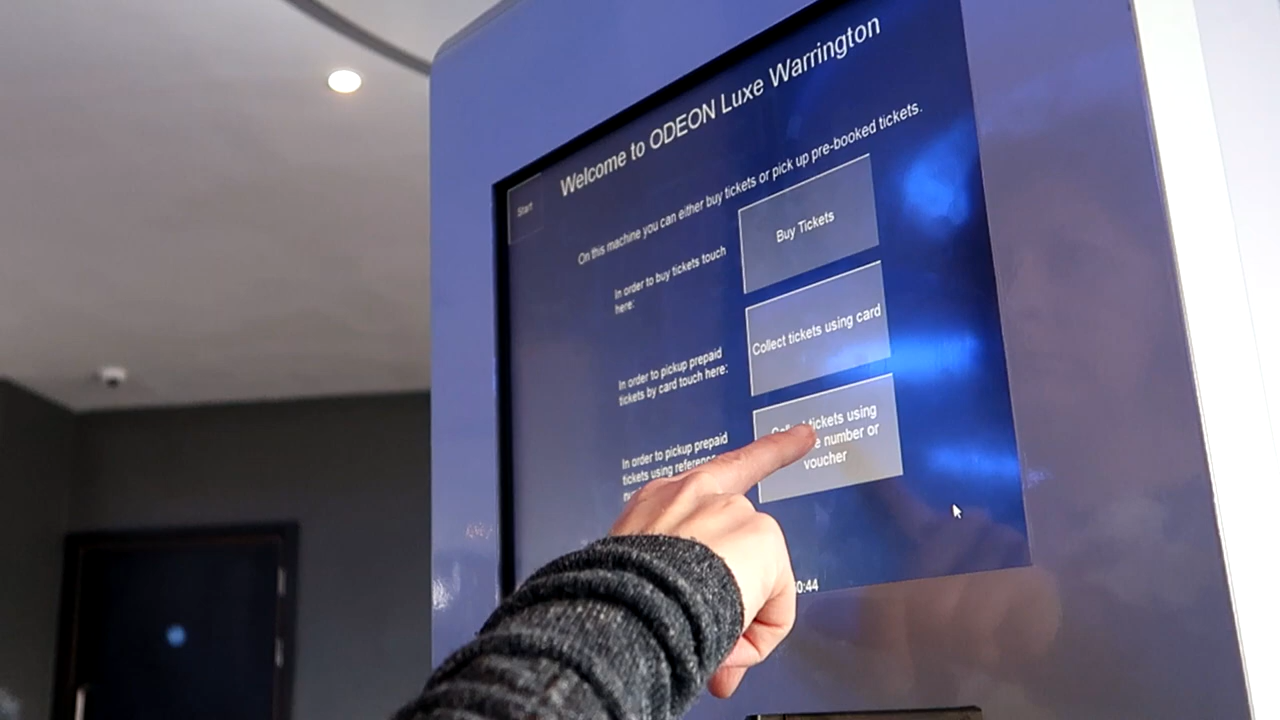 Welcome to ODEON Luxe Warrington
Start
On this machine you can either buy tickets or pick up pre-booked tickets.
In order to buy tickets touch
here:
Buy Tickets
In order to pickup prepaid
tickets by card touch here:
Collect tickets using card
In order to pickup prepaid
tickets using
tickets using
number or
voucher
0:44